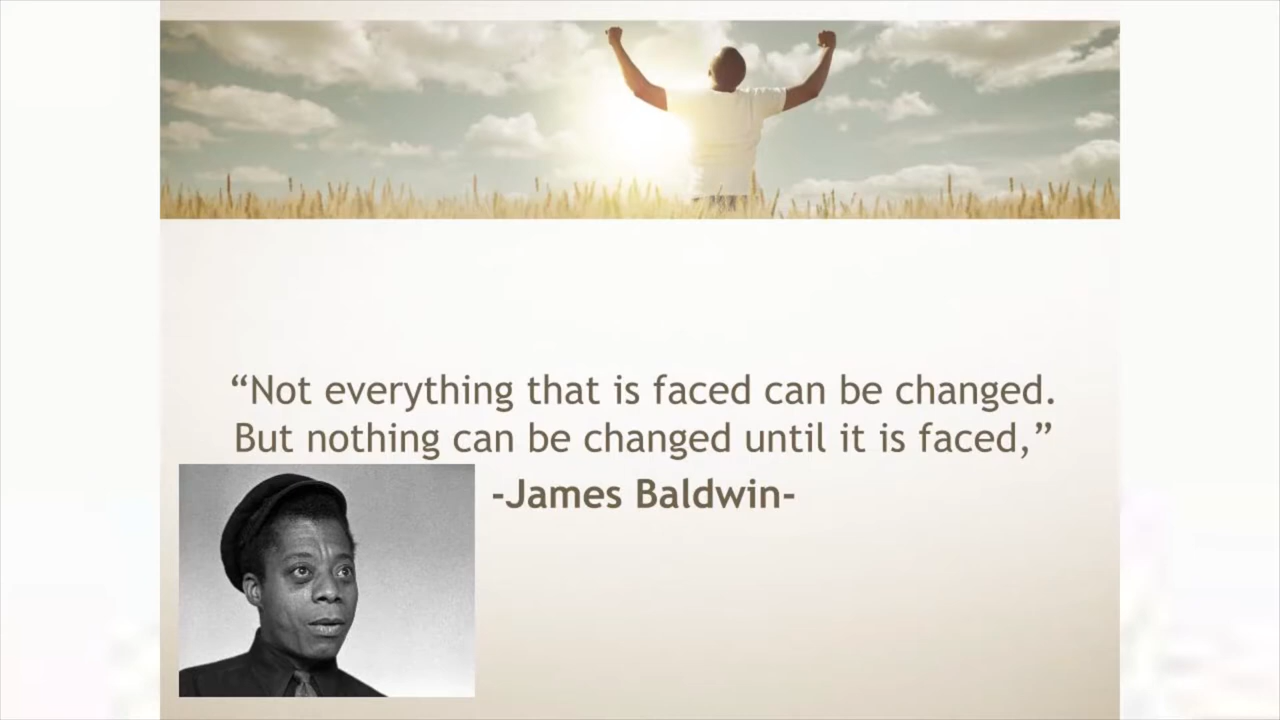 “Not everything that is faced can be changed.
But nothing can be changed until it is faced,”
-James Baldwin-